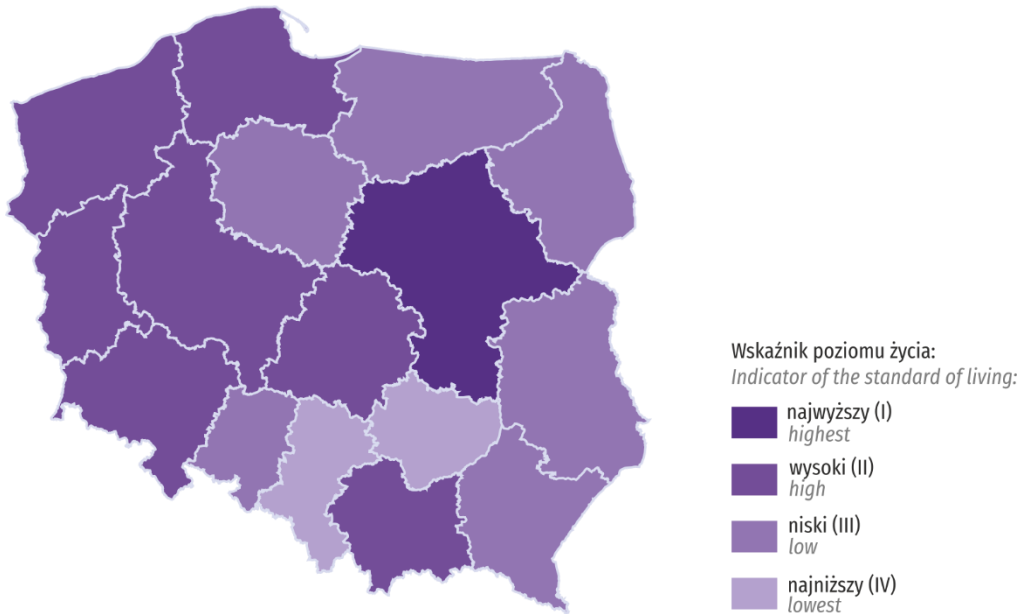 Wskaźnik poziomu życia:
Indicator of the standard of living:
najwyższy (I)
highest
wysoki (II)
high
niski (III)
low
najniższy (IV)
lowest